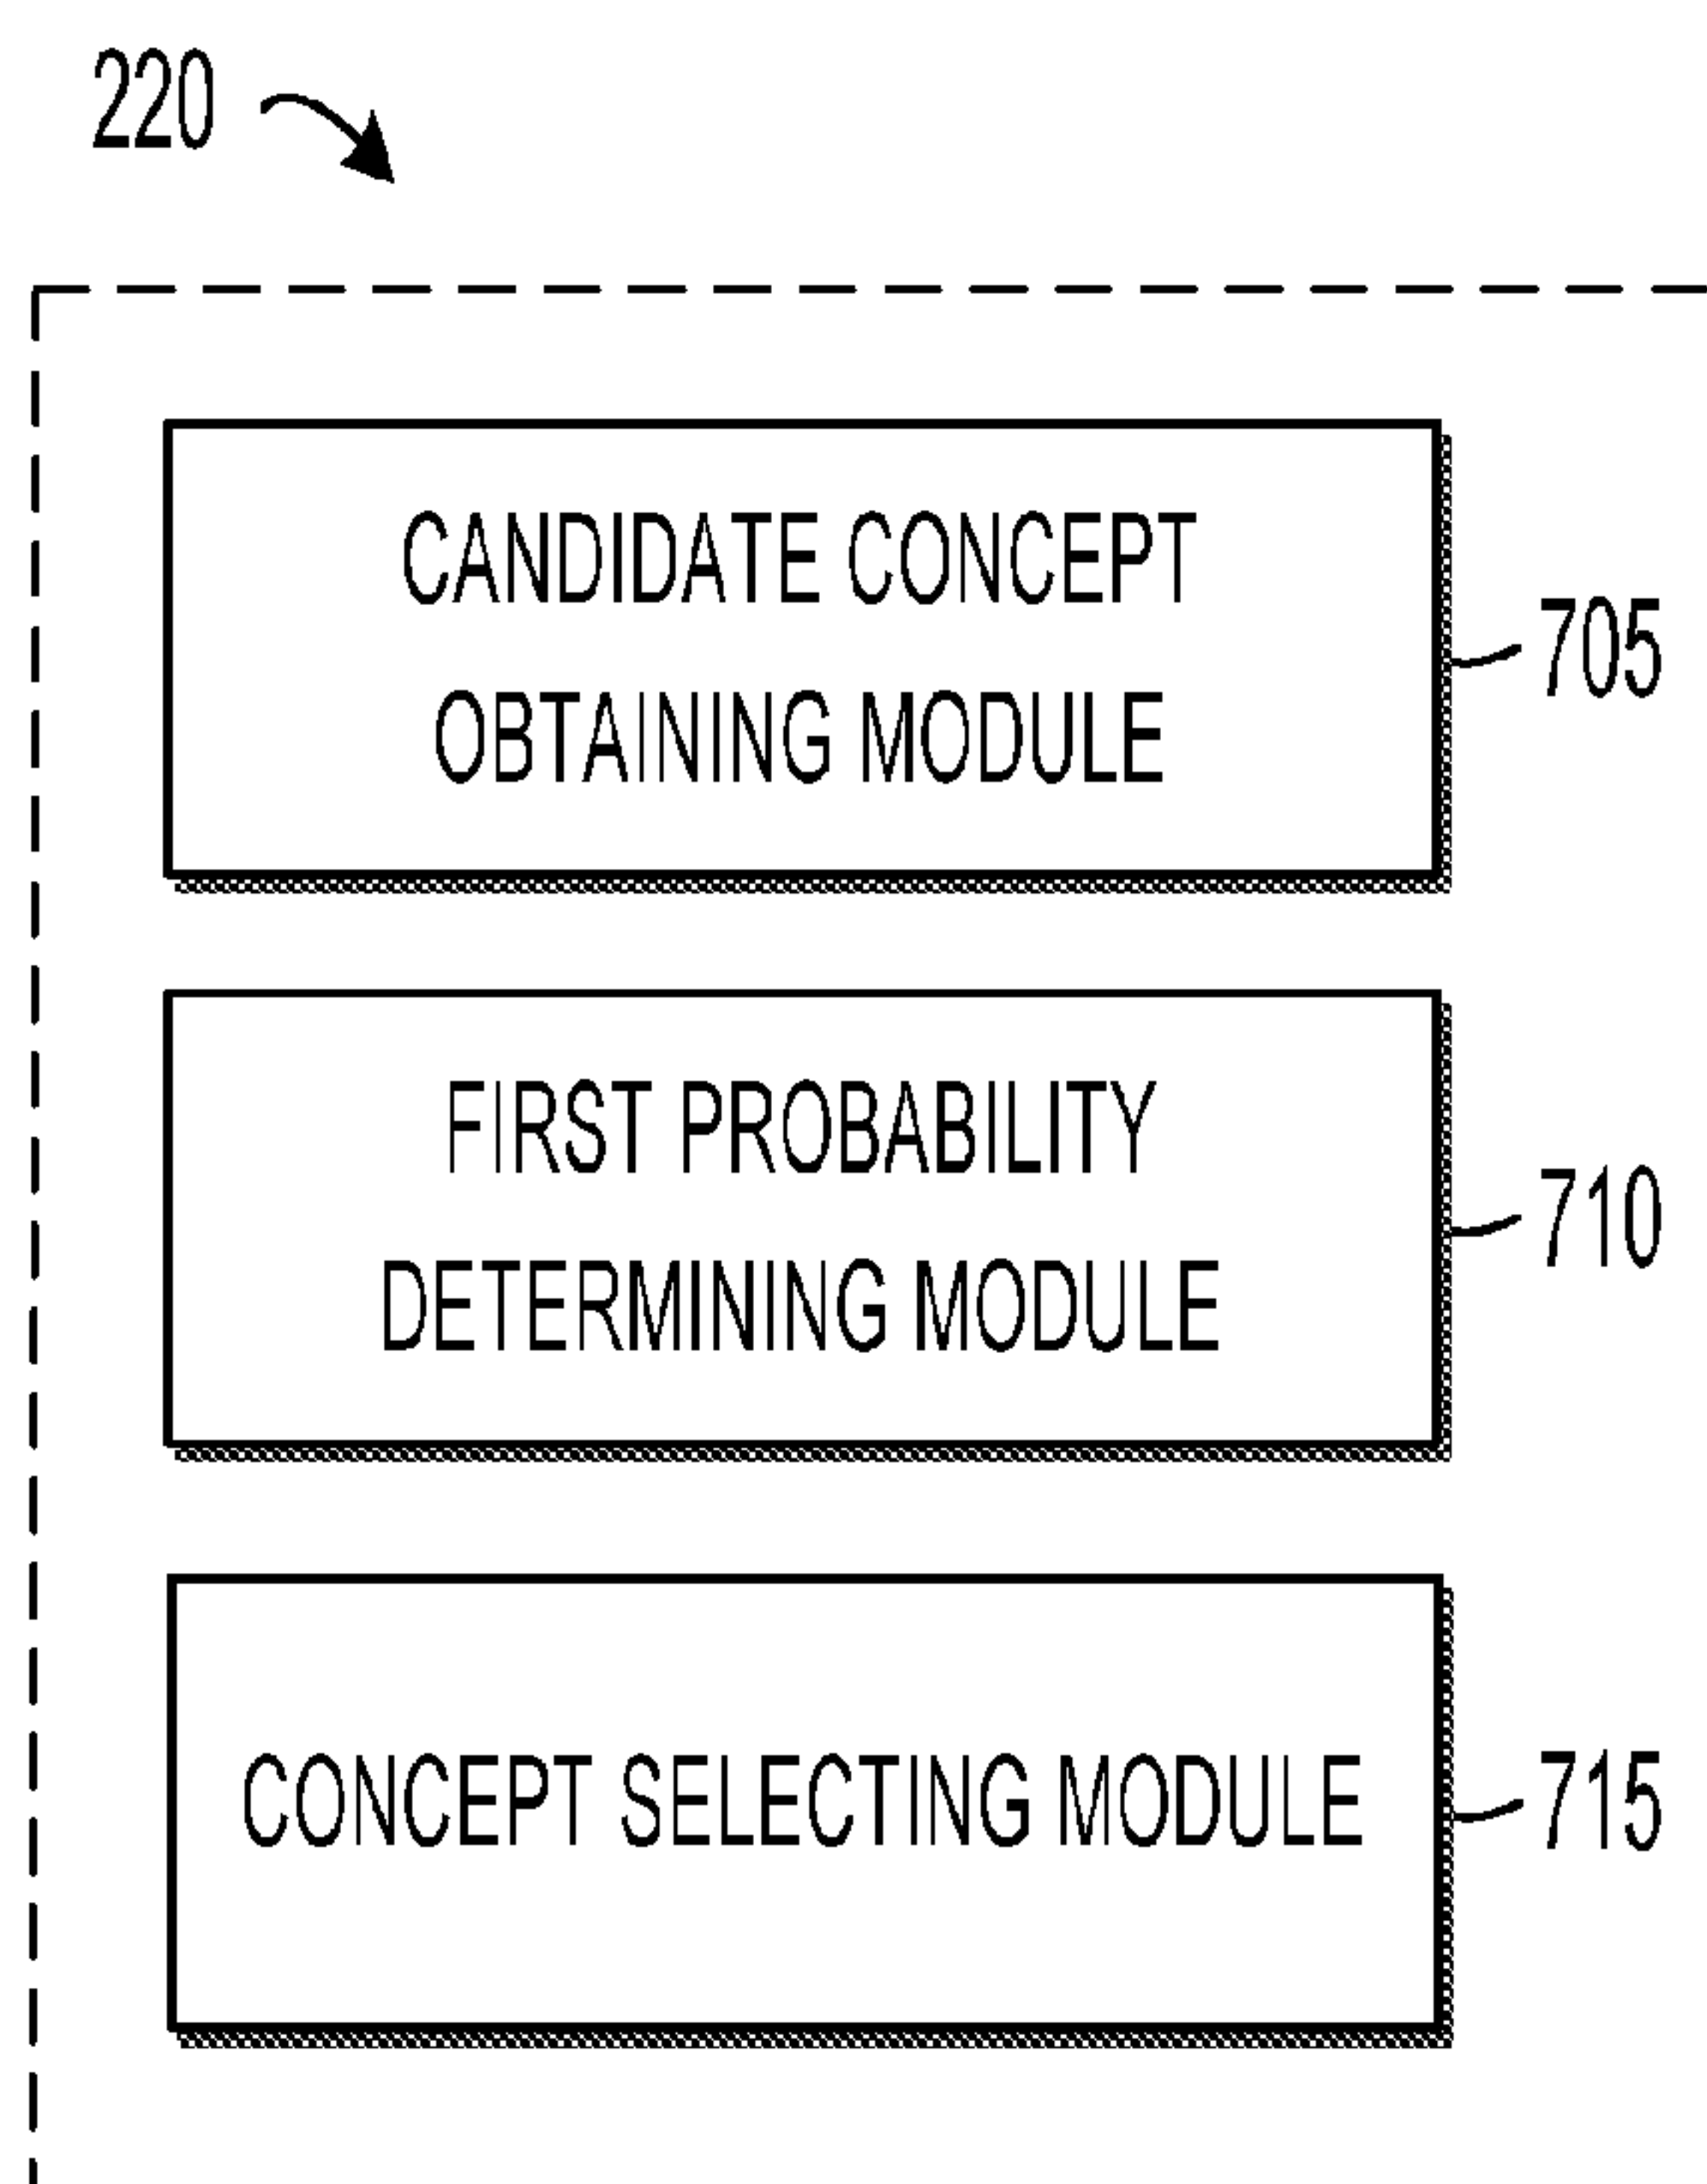 220
CANDIDATE CONCEPT
OBTAINING MODULE
705
FIRST PROBABILITY
DETERMINING MODULE
710
CONCEPT SELECTING MODULE
715